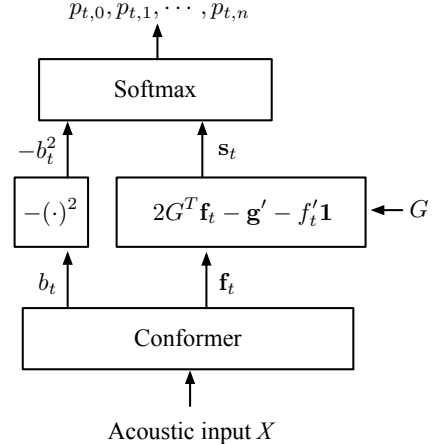 p_{t,0}, p_{t,1}, ⋯ , p_{t,n}
Softmax
−b_t^2 s_t
−(·)^2 2G^T f_t − g′ − f′_t 1 G
b_t f_t
Conformer
Acoustic input X